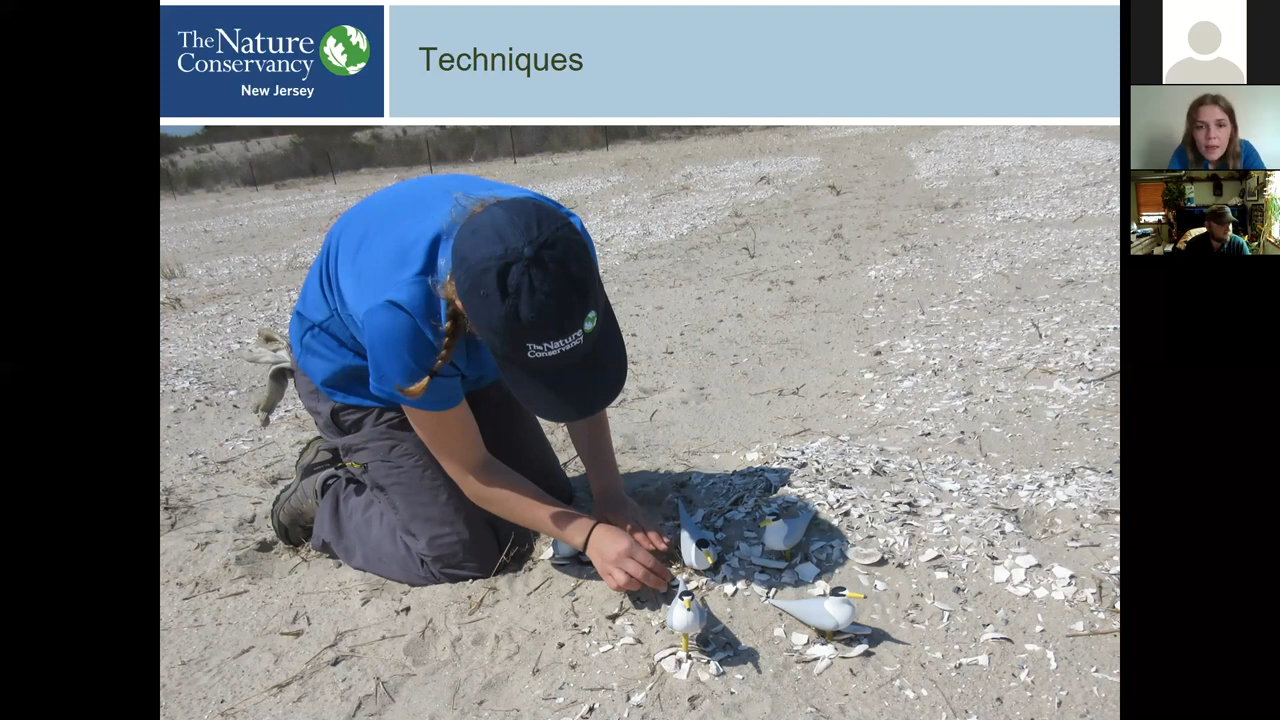 The Nature
Conservancy
New Jersey
Techniques
The Nature
Conservancy